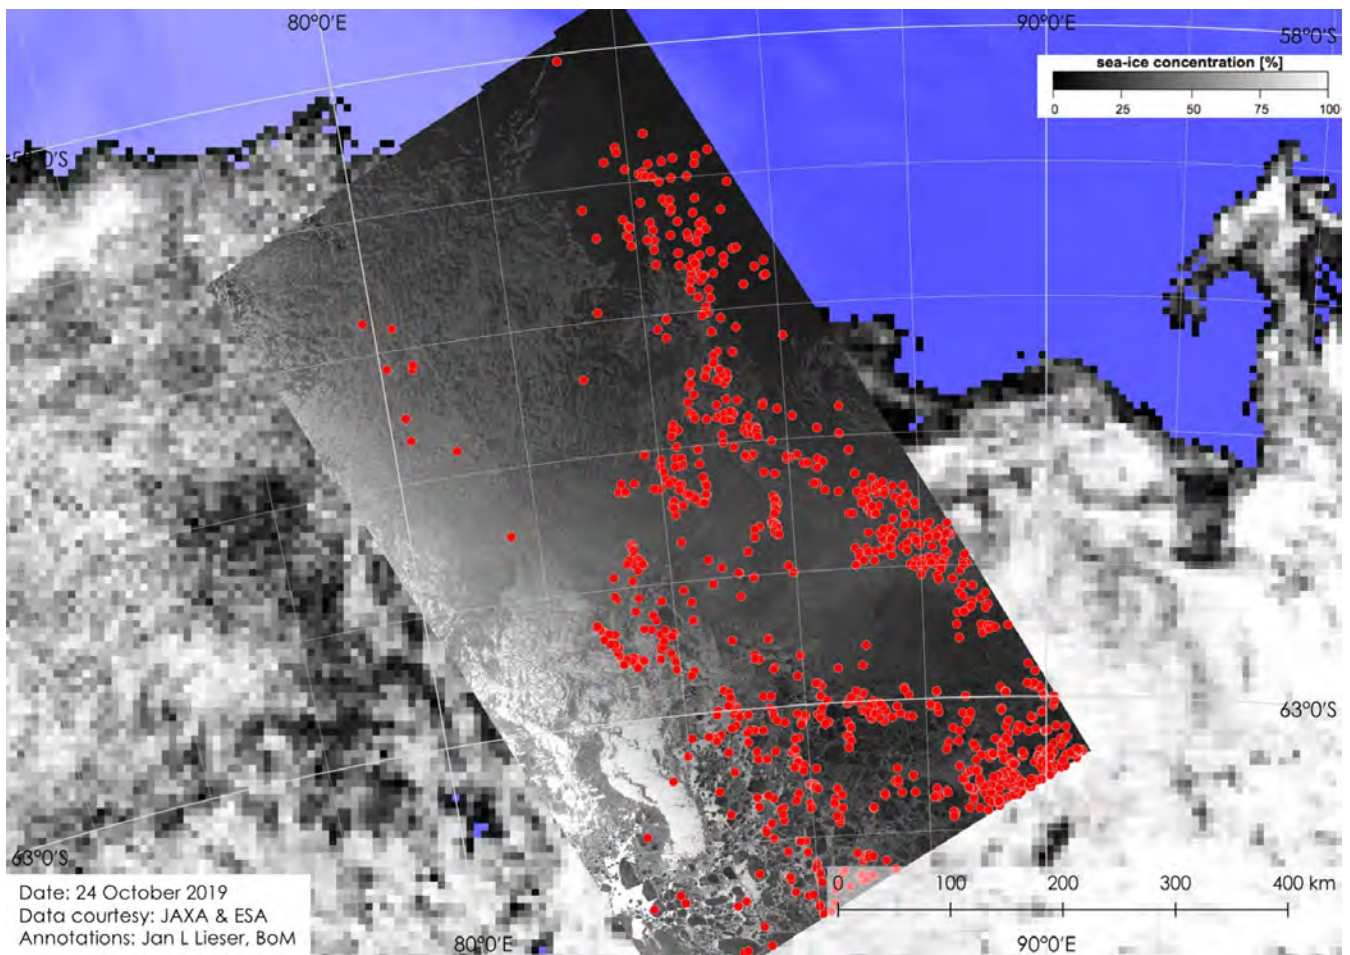 80°0'E
90°0'E
58°0'S
sea-ice concentration [%]
0 25 50 75 100
0'S
63°0'S
63°0'S
Date: 24 October 2019
Data courtesy: JAXA & ESA
Annotations: Jan L Lieser, BoM
0 100 200 300 400 km
80°0'E
90°0'E